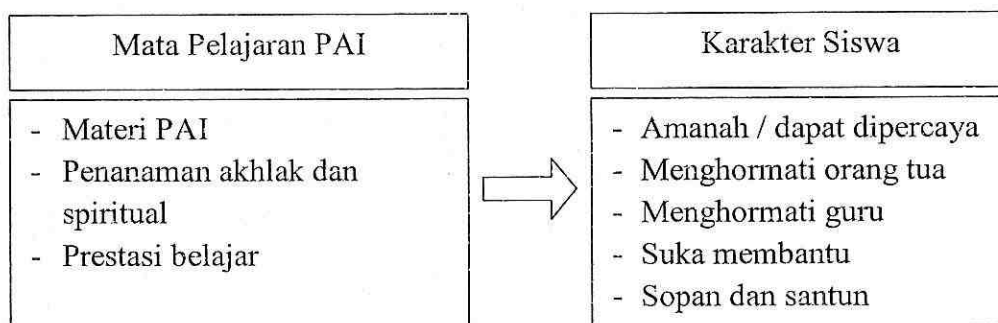 Mata Pelajaran PAI
- Materi PAI
- Penanaman akhlak dan
spiritual
- Prestasi belajar
Karakter Siswa
- Amanah / dapat dipercaya
- Menghormati orang tua
- Menghormati guru
- Suka membantu
- Sopan dan santun